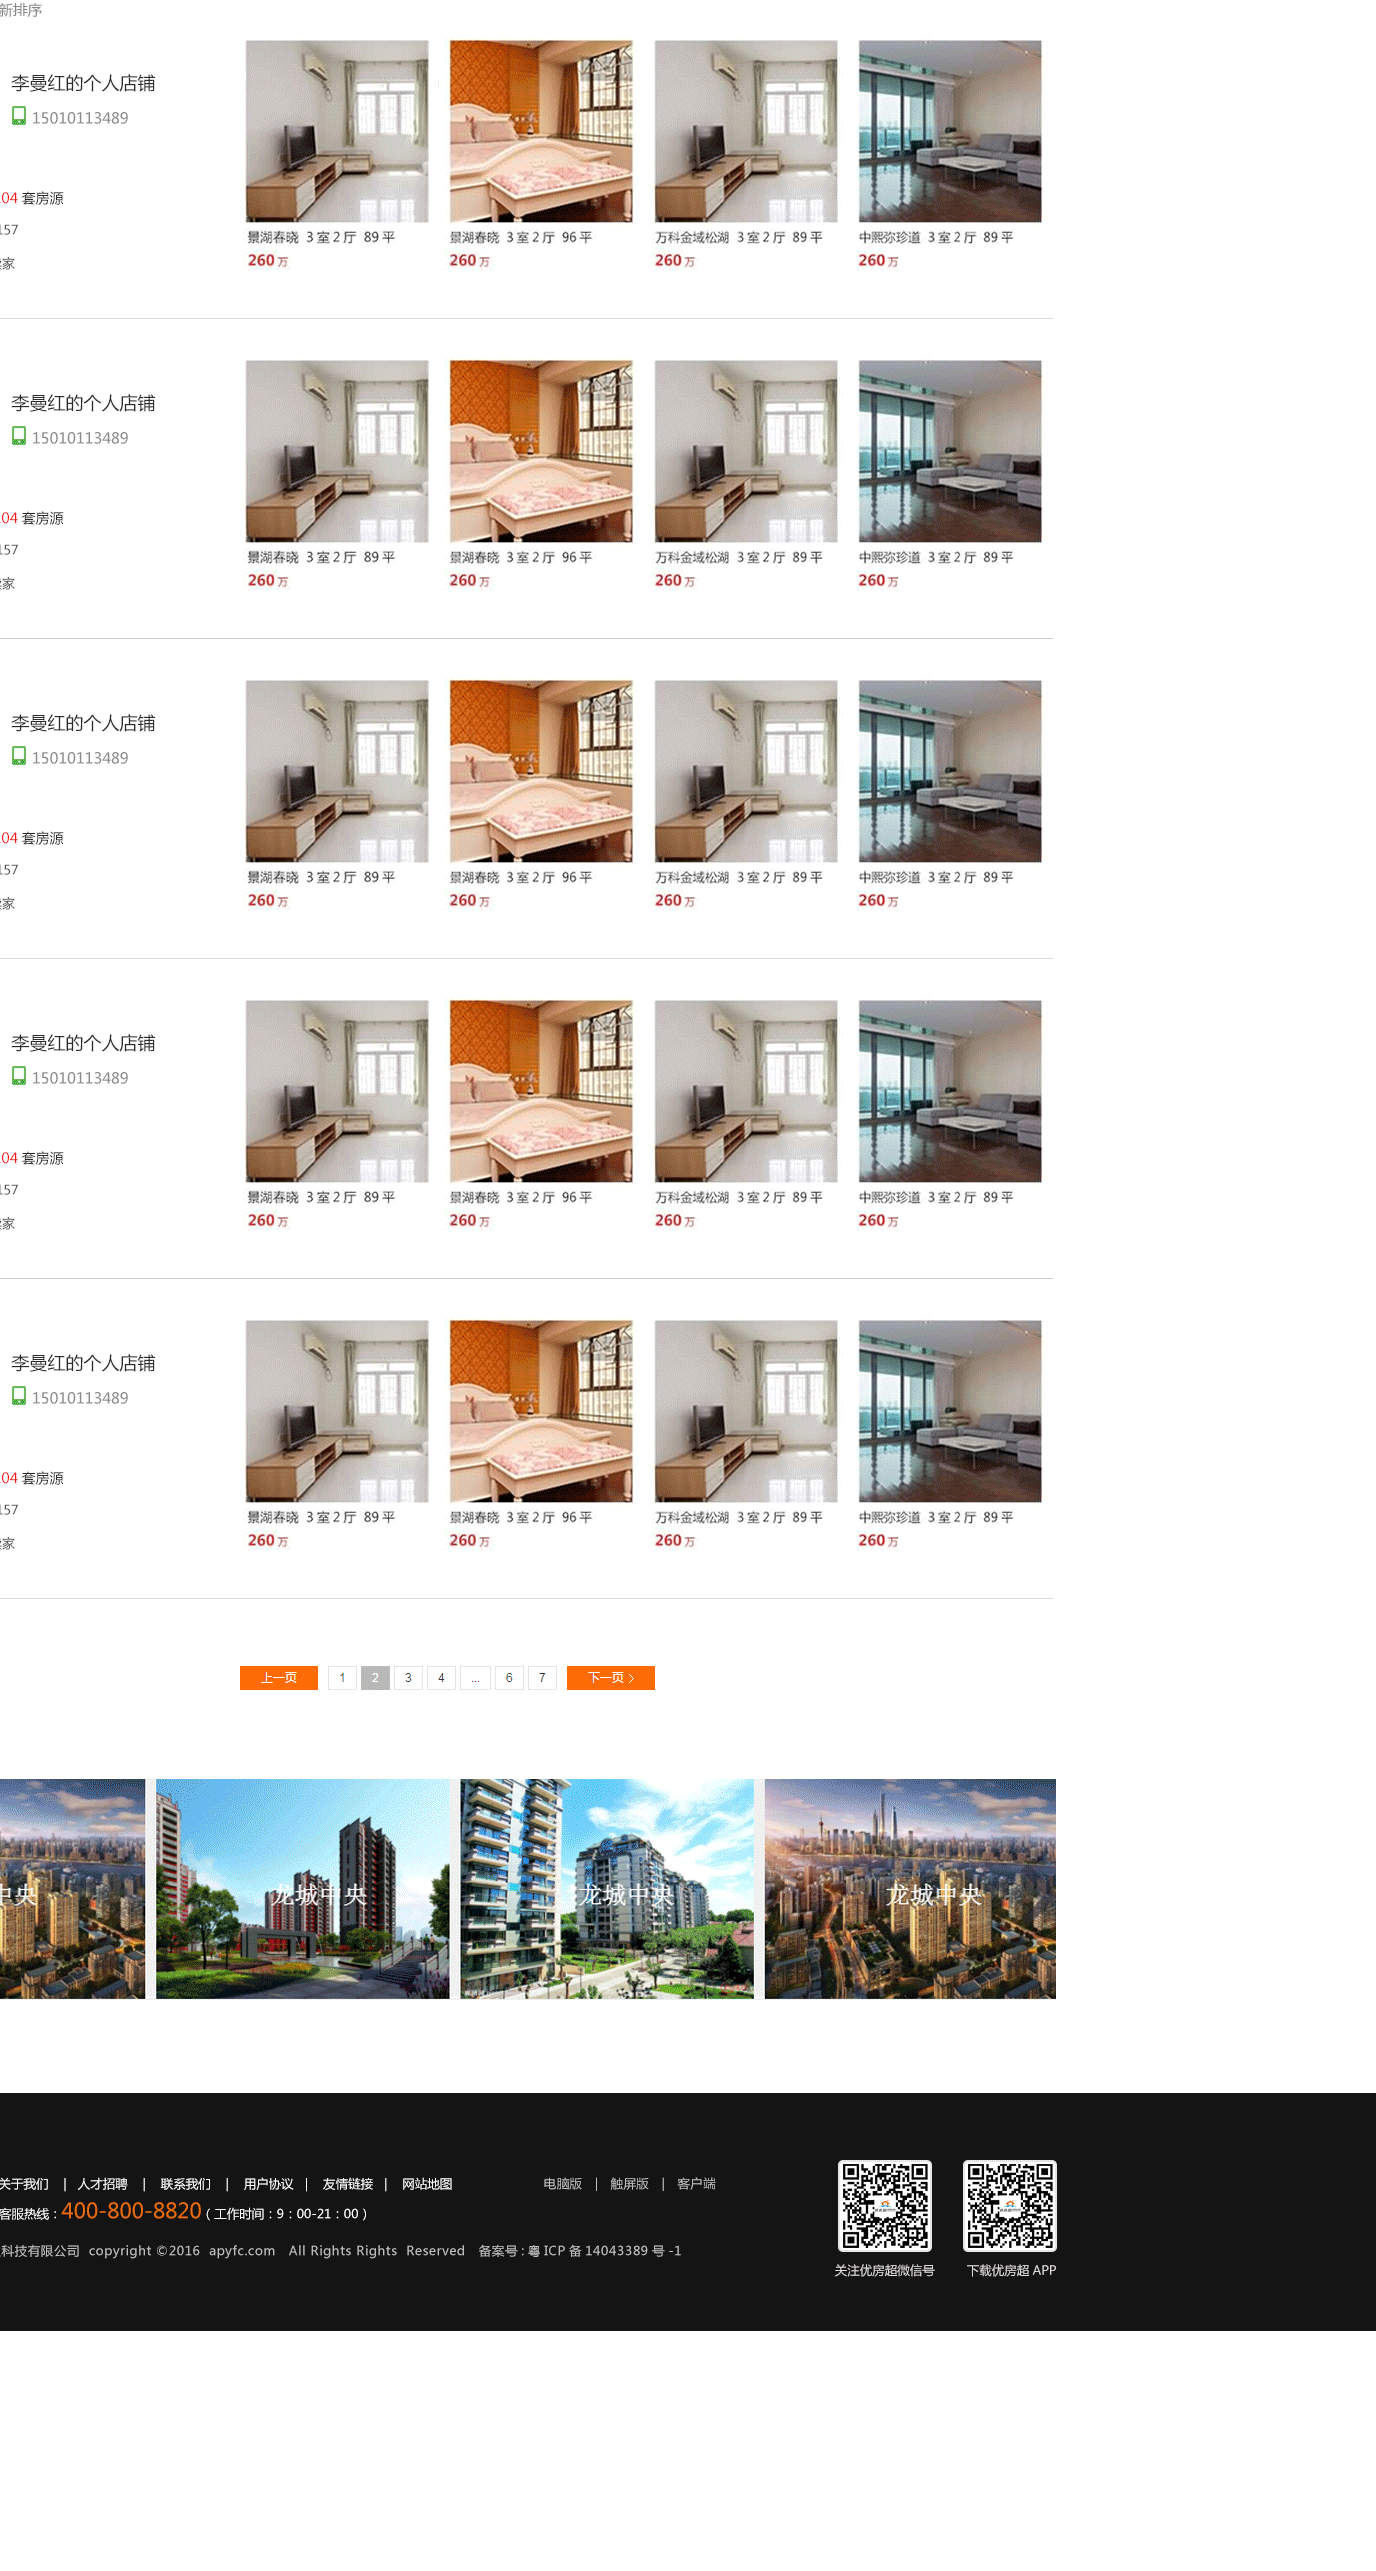 新排序
李曼红的个人店铺
15010113489
04 套房源
157
家
景湖春晓 3 室 2 厅 89 平
260 万
景湖春晓 3 室 2 厅 96 平
260 万
万科金域松湖 3 室 2 厅 89 平
260 万
中熙弥珍道 3 室 2 厅 89 平
260 万
李曼红的个人店铺
15010113489
04 套房源
157
家
景湖春晓 3 室 2 厅 89 平
260 万
景湖春晓 3 室 2 厅 96 平
260 万
万科金域松湖 3 室 2 厅 89 平
260 万
中熙弥珍道 3 室 2 厅 89 平
260 万
李曼红的个人店铺
15010113489
04 套房源
157
家
景湖春晓 3 室 2 厅 89 平
260 万
景湖春晓 3 室 2 厅 96 平
260 万
万科金域松湖 3 室 2 厅 89 平
260 万
中熙弥珍道 3 室 2 厅 89 平
260 万
李曼红的个人店铺
15010113489
04 套房源
157
家
景湖春晓 3 室 2 厅 89 平
260 万
景湖春晓 3 室 2 厅 96 平
260 万
万科金域松湖 3 室 2 厅 89 平
260 万
中熙弥珍道 3 室 2 厅 89 平
260 万
李曼红的个人店铺
15010113489
04 套房源
157
家
景湖春晓 3 室 2 厅 89 平
260 万
景湖春晓 3 室 2 厅 96 平
260 万
万科金域松湖 3 室 2 厅 89 平
260 万
中熙弥珍道 3 室 2 厅 89 平
260 万
上一页 1 2 3 4 ... 6 7 下一页 >
中央
龙城中央
龙城中央
龙城中央
关于我们 | 人才招聘 | 联系我们 | 用户协议 | 友情链接 | 网站地图 电脑版 | 触屏版 | 客户端
客服热线：400-800-8820（工作时间：9：00-21：00）
科技有限公司 copyright ©2016 apyfc.com All Rights Rights Reserved 备案号：粤 ICP 备 14043389 号 -1
关注优房超微信号
下载优房超 APP